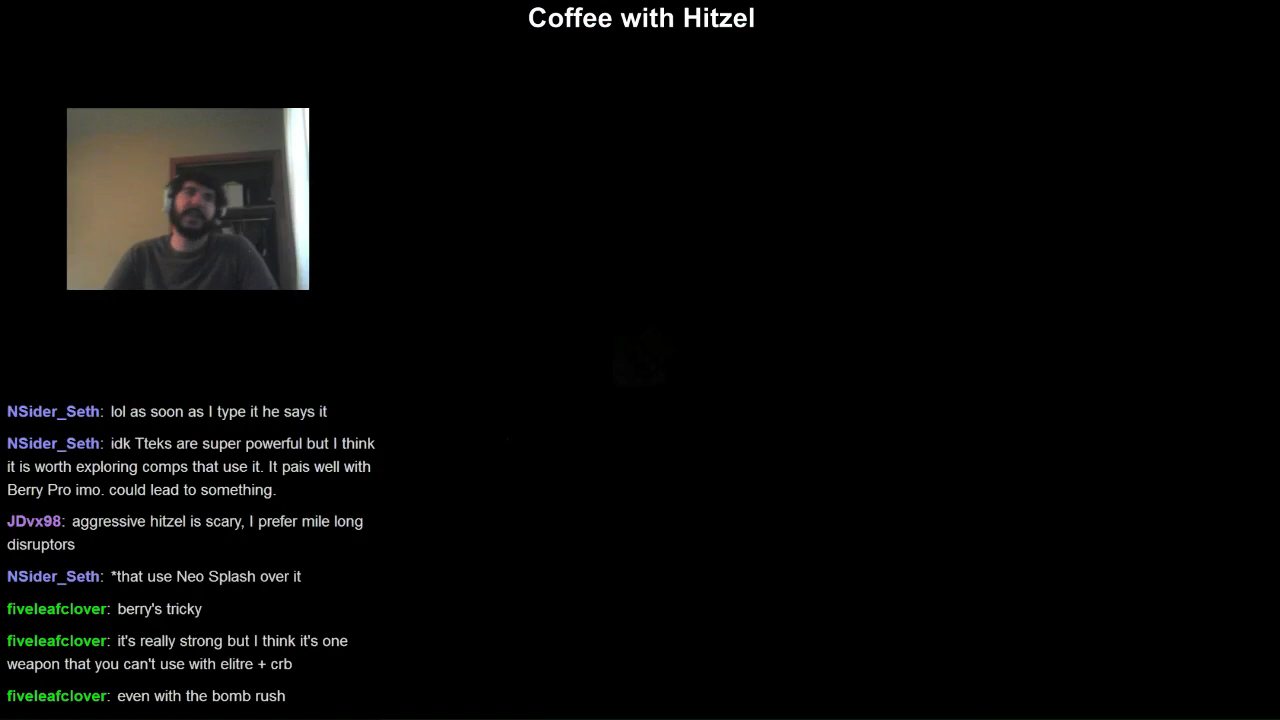 Coffee with Hitzel
NSider_Seth: lol as soon as I type it he says it
NSider_Seth: idk Tteks are super powerful but I think
it is worth exploring comps that use it. It pais well with
Berry Pro imo. could lead to something.
JDvx98: aggressive hitzel is scary, I prefer mile long
disruptors
NSider_Seth: *that use Neo Splash over it
fiveleafclover: berry's tricky
fiveleafclover: it's really strong but I think it's one
weapon that you can't use with elitre + crb
fiveleafclover: even with the bomb rush